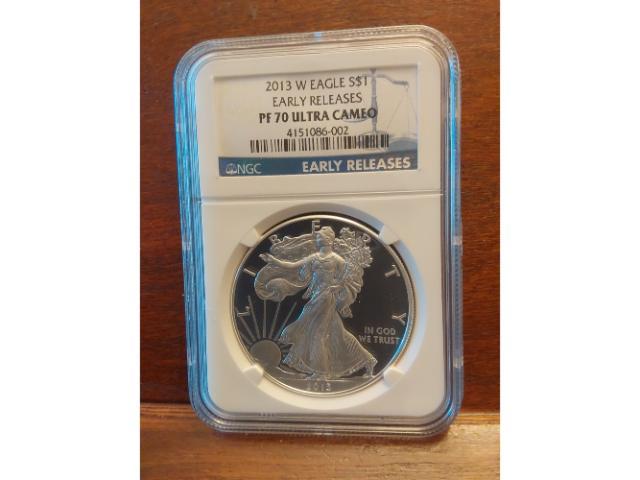 2013 W EAGLE S$1
EARLY RELEASES
PF 70 ULTRA CAMEO
4151086-002
NGC
EARLY RELEASES
LIBERTY
IN GOD
WE TRUST
2013